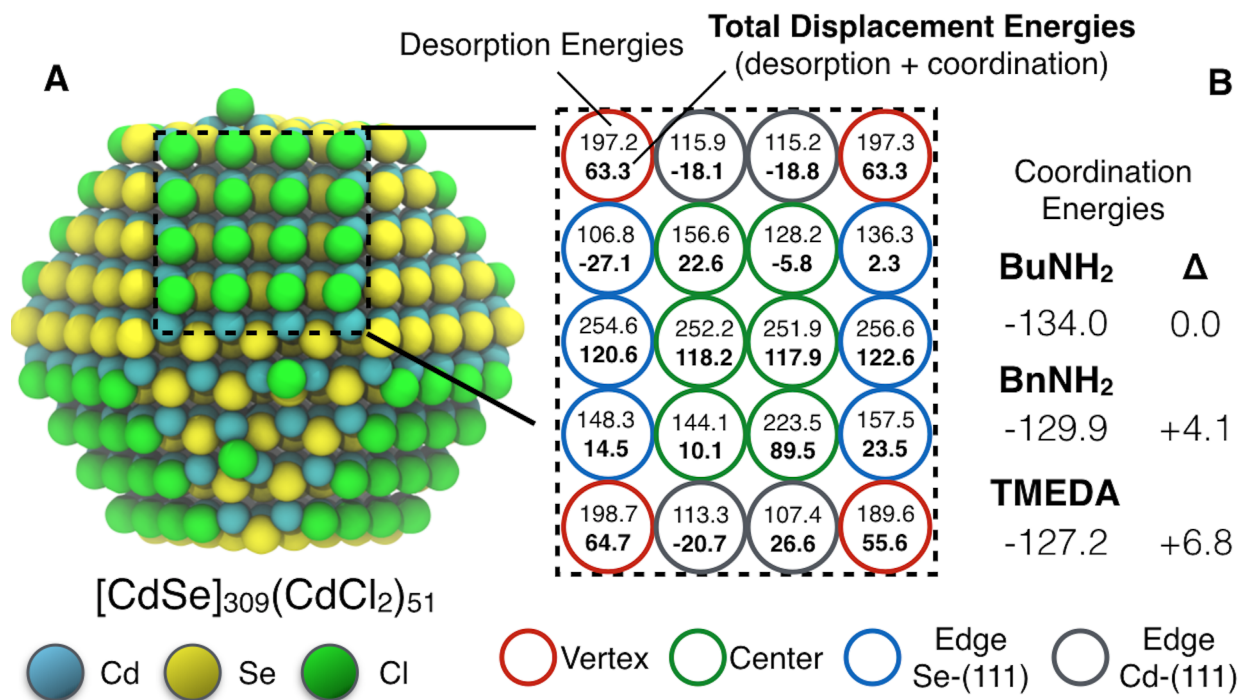 A
Desorption Energies
Total Displacement Energies
(desorption + coordination)
B
197.2 115.9 115.2 197.3
63.3 -18.1 -18.8 63.3
106.8 156.6 128.2 136.3
-27.1 22.6 -5.8 2.3
254.6 252.2 251.9 256.6
120.6 118.2 117.9 122.6
148.3 144.1 223.5 157.5
14.5 10.1 89.5 23.5
198.7 113.3 107.4 189.6
64.7 -20.7 26.6 55.6
Coordination
Energies
BuNH₂ Δ
-134.0 0.0
BnNH₂
-129.9 +4.1
TMEDA
-127.2 +6.8
[CdSe]₃₀₉(CdCl₂)₅₁
Cd Se Cl
Vertex Center Edge Edge
Se-(111) Cd-(111)